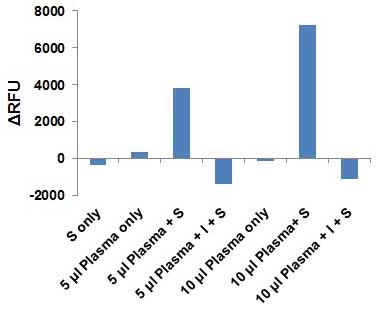 8000
6000
4000
2000
0
-2000
ΔRFU
S only
5 µl Plasma only
5 µl Plasma + S
5 µl Plasma + I + S
10 µl Plasma only
10 µl Plasma+ S
10 µl Plasma + I + S